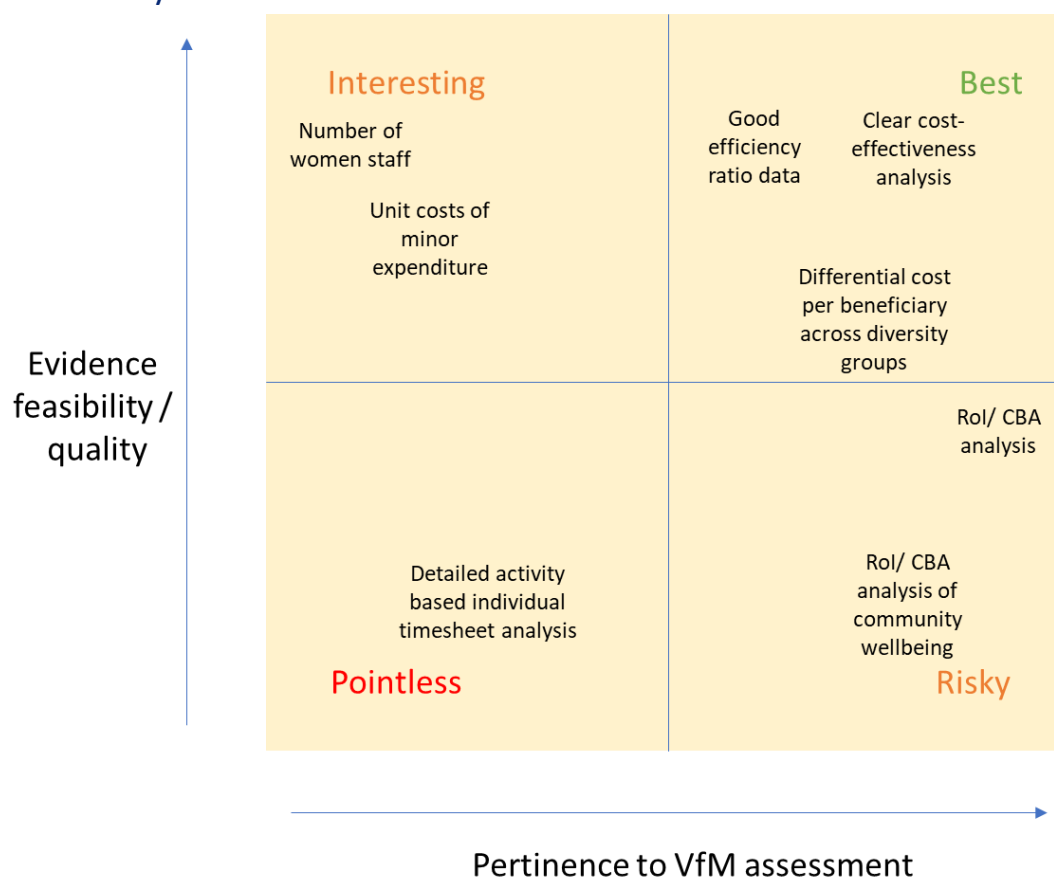 Interesting
Best
Number of
women staff
Good
efficiency
ratio data
Clear cost-
effectiveness
analysis
Unit costs of
minor
expenditure
Differential cost
per beneficiary
across diversity
groups
Evidence
feasibility /
quality
RoI/ CBA
analysis
Detailed activity
based individual
timesheet analysis
RoI/ CBA
analysis of
community
wellbeing
Pointless
Risky
Pertinence to VfM assessment